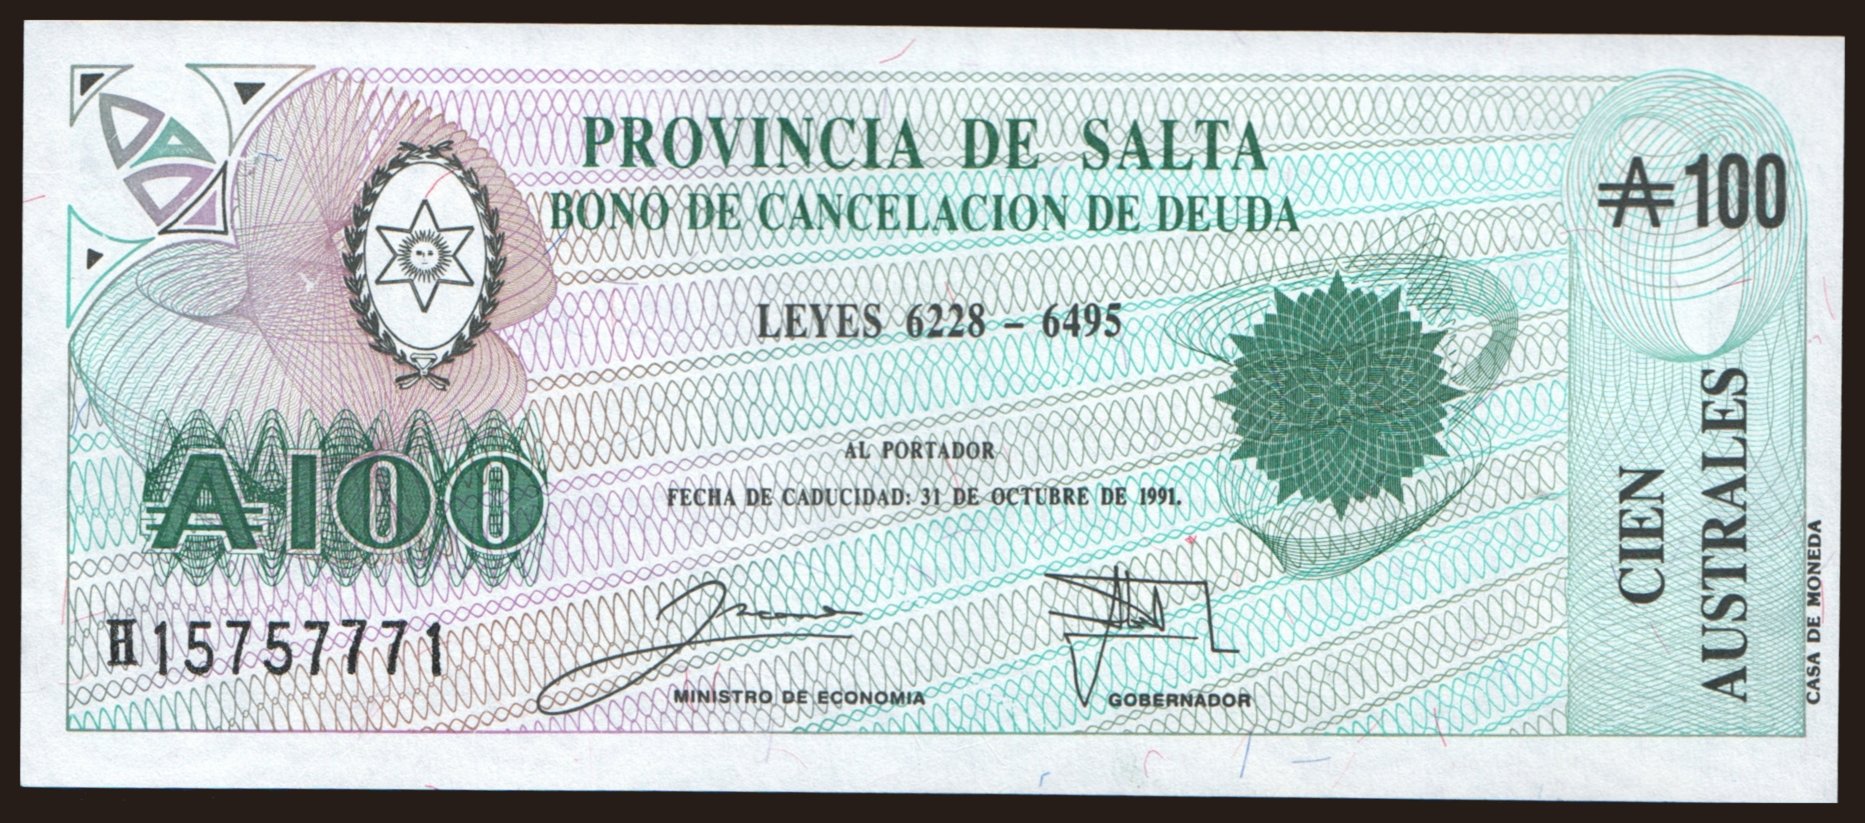 PROVINCIA DE SALTA
BONO DE CANCELACION DE DEUDA
₳ 100
LEYES 6228 – 6495
AL PORTADOR
FECHA DE CADUCIDAD: 31 DE OCTUBRE DE 1991.
₳100
H15757771
MINISTRO DE ECONOMIA
GOBERNADOR
CIEN
AUSTRALES
CASA DE MONEDA